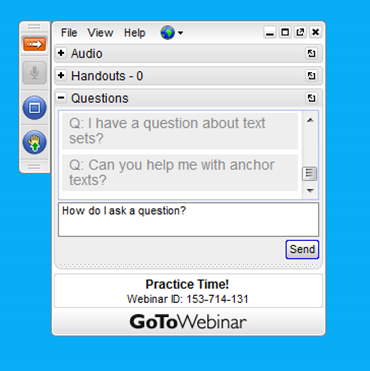 File View Help
Audio
Handouts - 0
Questions
Q: I have a question about text
sets?
Q: Can you help me with anchor
texts?
How do I ask a question?
Send
Practice Time!
Webinar ID: 153-714-131
GoToWebinar